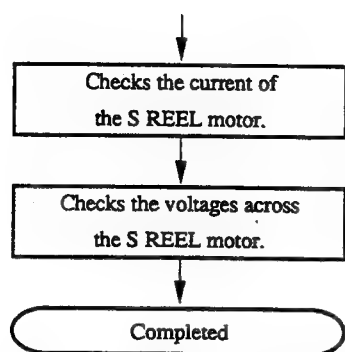 Checks the current of
the S REEL motor.
Checks the voltages across
the S REEL motor.
Completed